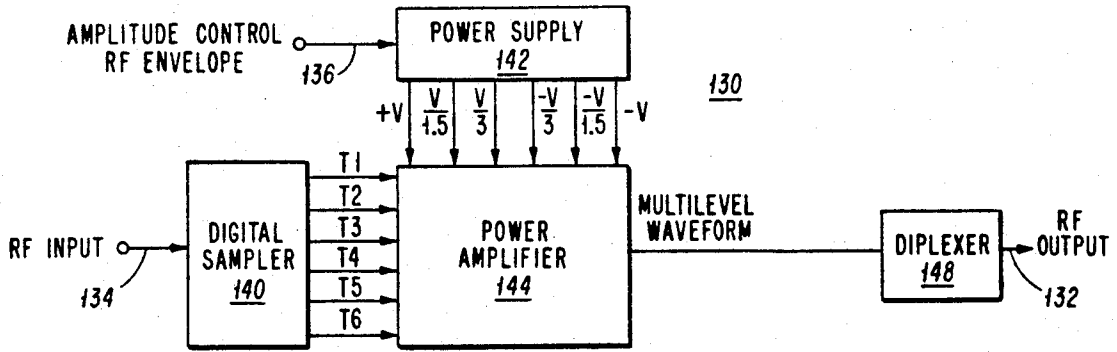 AMPLITUDE CONTROL
RF ENVELOPE
136
POWER SUPPLY
142
130
+V
V/1.5
V/3
-V/3
-V/1.5
-V
RF INPUT
134
DIGITAL
SAMPLER
140
T1
T2
T3
T4
T5
T6
POWER
AMPLIFIER
144
MULTILEVEL
WAVEFORM
DIPLEXER
148
RF
OUTPUT
132